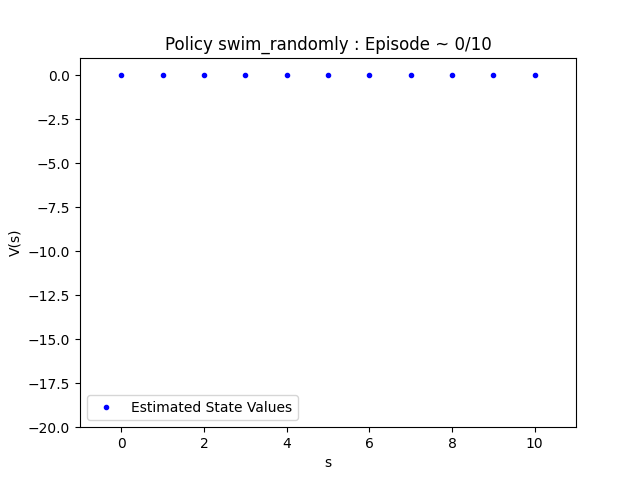 Policy swim_randomly : Episode ~ 0/10
0.0
−2.5
−5.0
−7.5
−10.0
−12.5
−15.0
−17.5
−20.0
V(s)
Estimated State Values
0 2 4 6 8 10
s